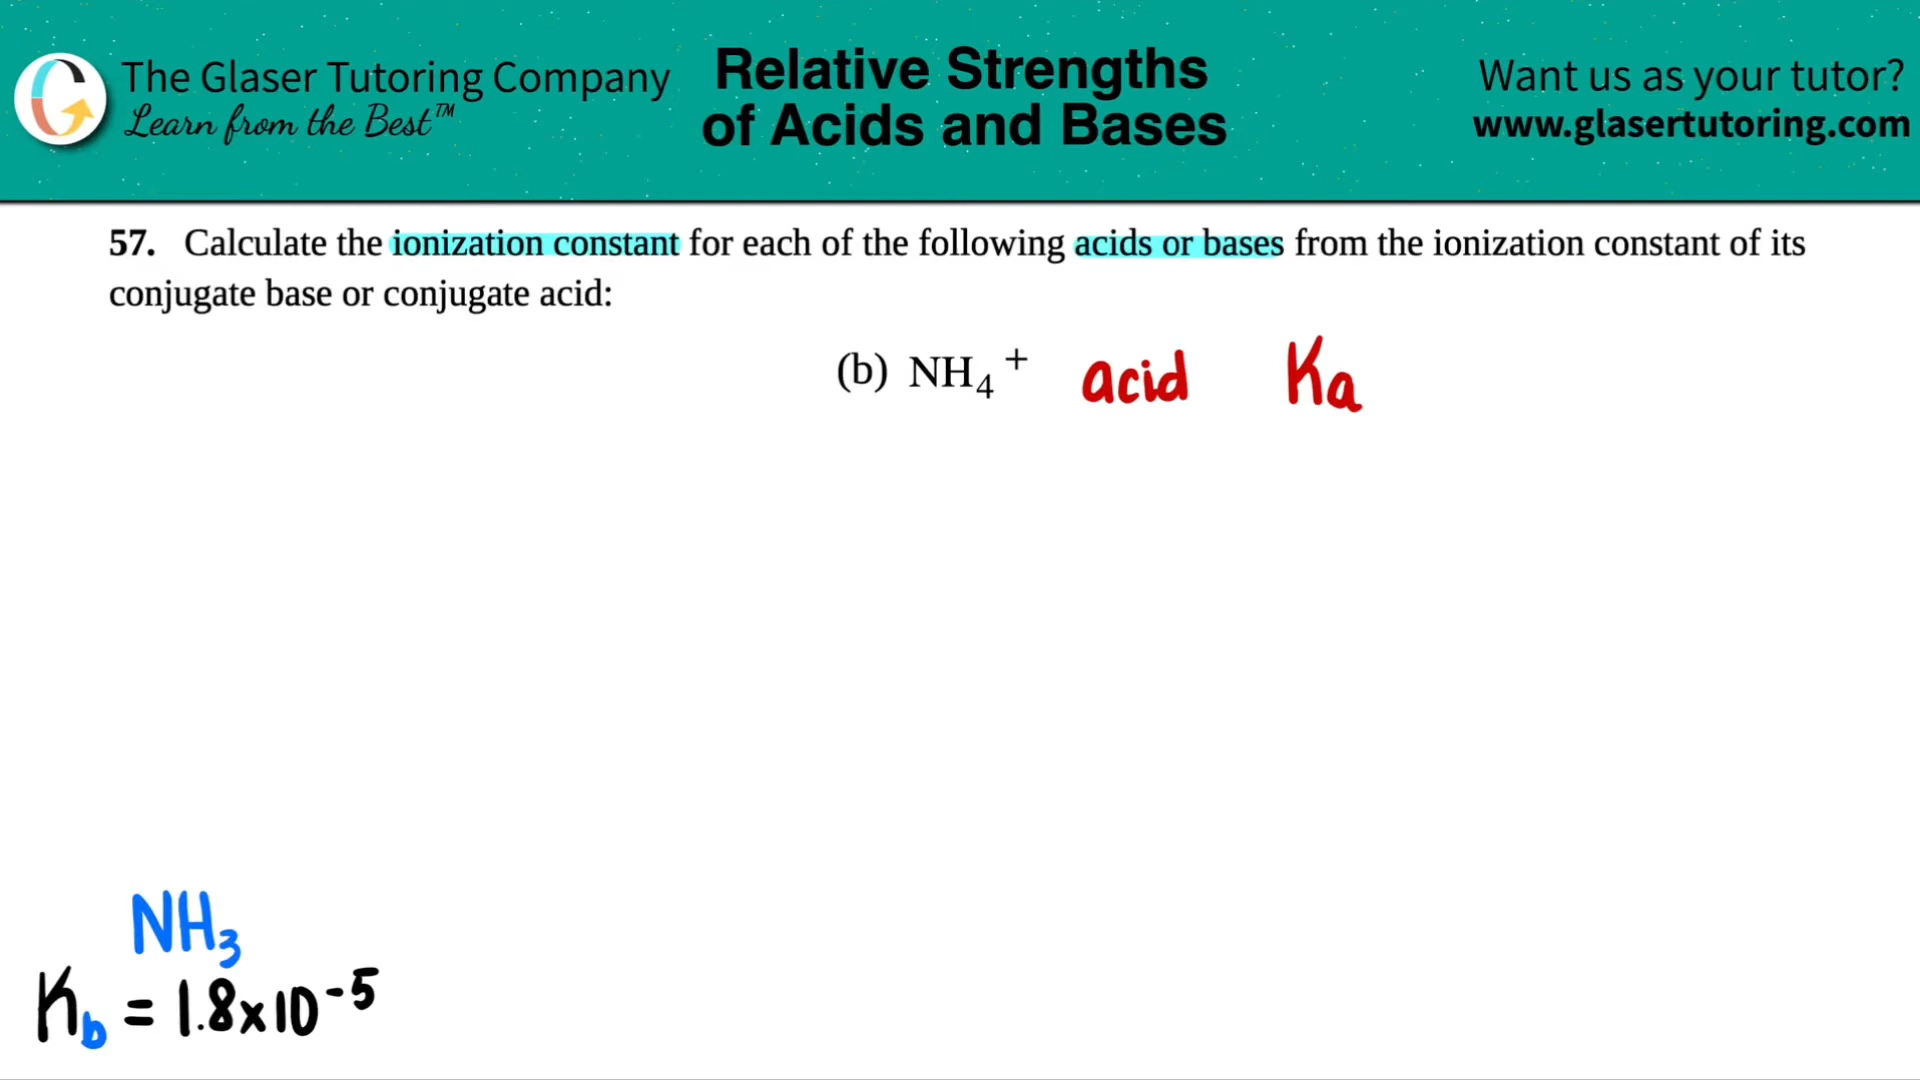 The Glaser Tutoring Company
Learn from the Best™
Relative Strengths
of Acids and Bases
Want us as your tutor?
www.glasertutoring.com
57. Calculate the ionization constant for each of the following acids or bases from the ionization constant of its
conjugate base or conjugate acid:
(b) NH₄⁺ acid Ka
NH₃
Kb = 1.8x10⁻⁵